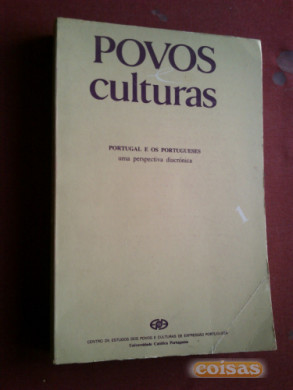 POVOS
culturas
PORTUGAL E OS PORTUGUESES
uma perspectiva diacrónica
1
CENTRO DE ESTUDOS DOS POVOS E CULTURAS DE EXPRESSÃO PORTUGUESA
Universidade Católica Portuguesa
coisas